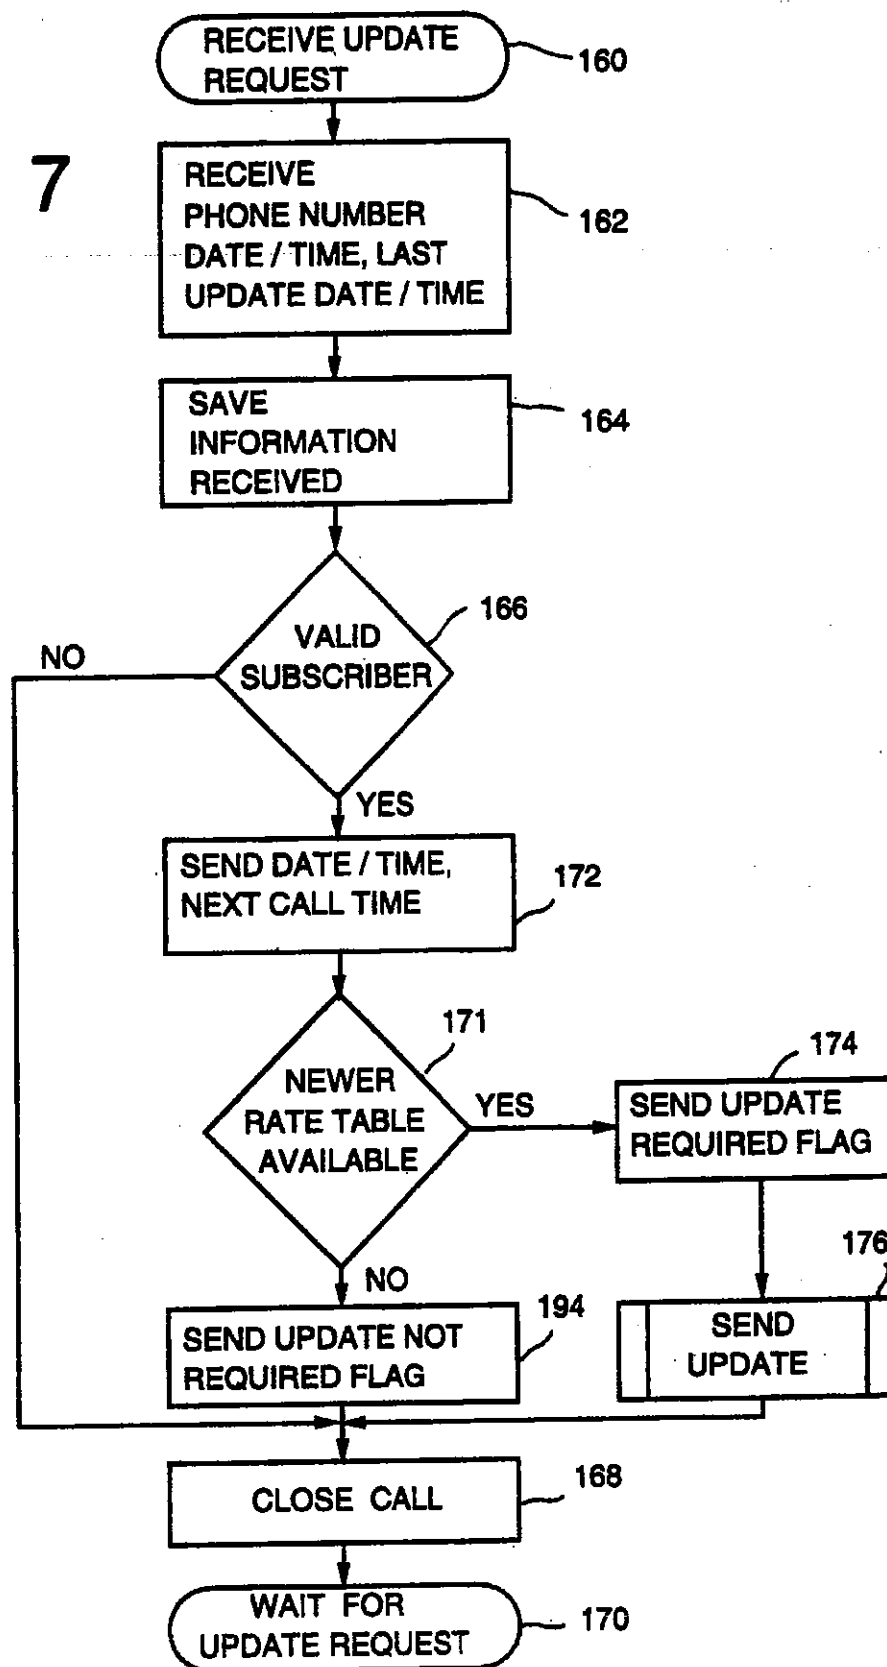 RECEIVE UPDATE
REQUEST
160
7
RECEIVE
PHONE NUMBER
DATE / TIME, LAST
UPDATE DATE / TIME
162
SAVE
INFORMATION
RECEIVED
164
VALID
SUBSCRIBER
166
NO
YES
SEND DATE / TIME,
NEXT CALL TIME
172
NEWER
RATE TABLE
AVAILABLE
171
YES
SEND UPDATE
REQUIRED FLAG
174
NO
SEND UPDATE NOT
REQUIRED FLAG
194
SEND
UPDATE
176
CLOSE CALL
168
WAIT FOR
UPDATE REQUEST
170